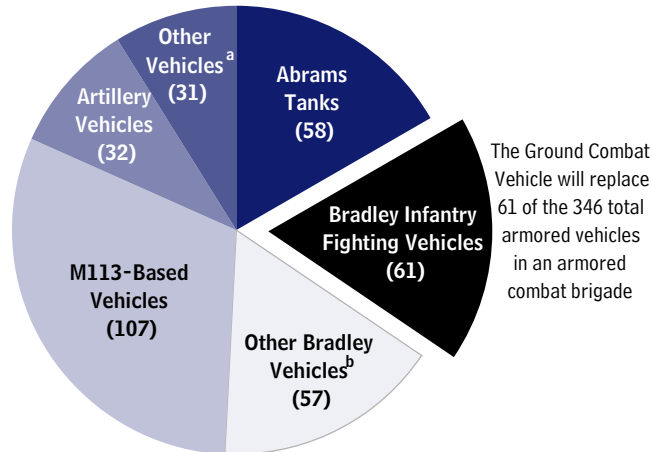 Other
Vehicles a
(31)
Abrams
Tanks
(58)
Artillery
Vehicles
(32)
The Ground Combat
Vehicle will replace
61 of the 346 total
armored vehicles
in an armored
combat brigade
Bradley Infantry
Fighting Vehicles
(61)
M113-Based
Vehicles
(107)
Other Bradley
Vehicles b
(57)